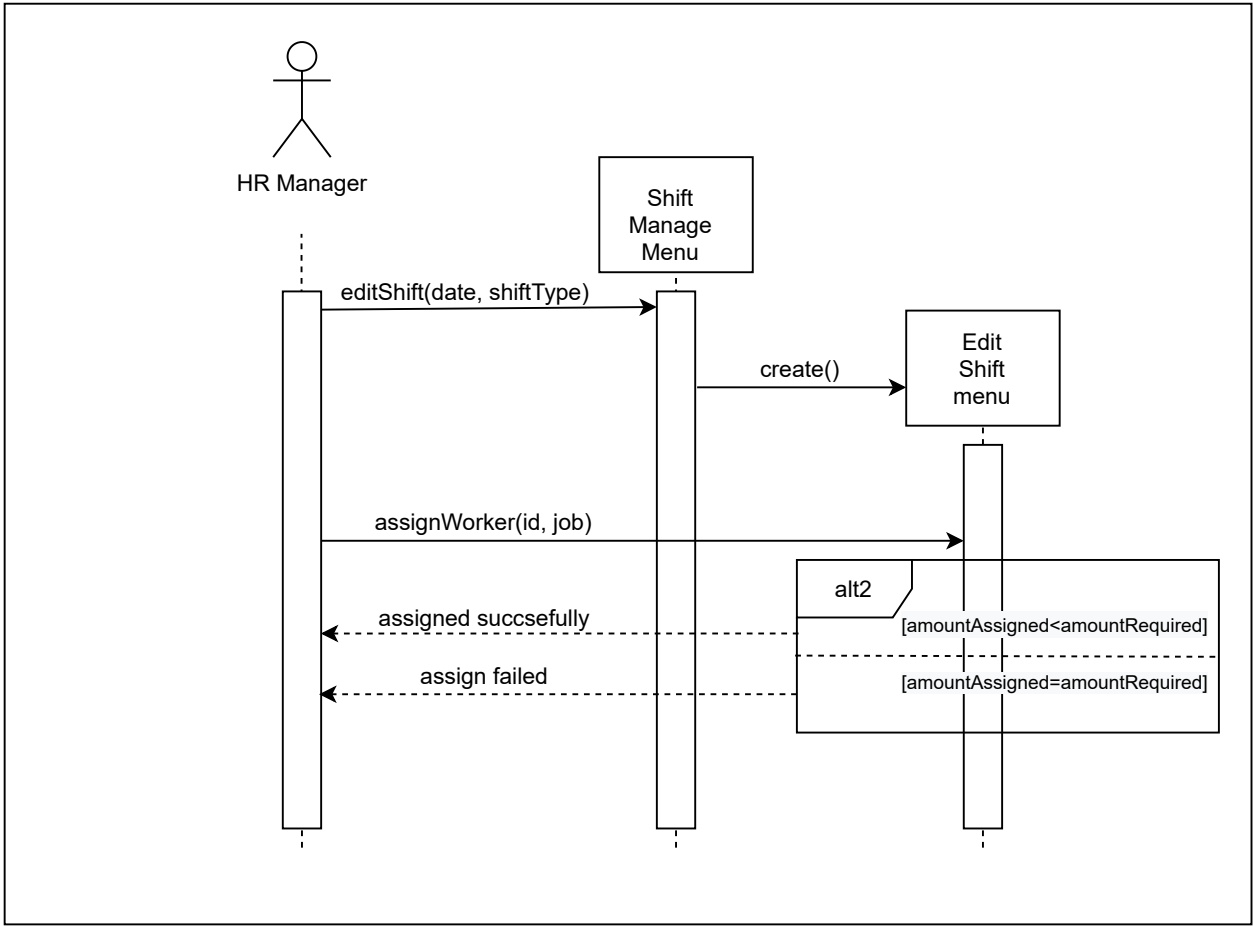 HR Manager
Shift
Manage
Menu
editShift(date, shiftType)
Edit
Shift
menu
create()
assignWorker(id, job)
alt2
assigned succsefully
[amountAssigned<amountRequired]
assign failed
[amountAssigned=amountRequired]